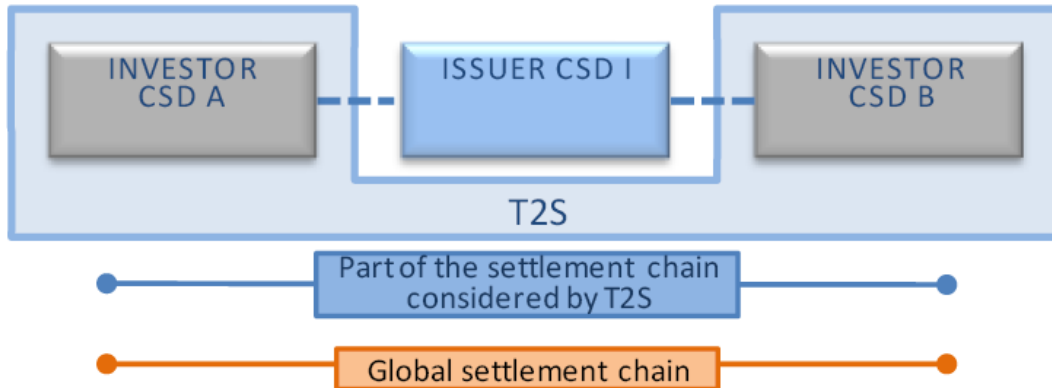 INVESTOR
CSD A
ISSUER CSD I
INVESTOR
CSD B
T2S
Part of the settlement chain
considered by T2S
Global settlement chain